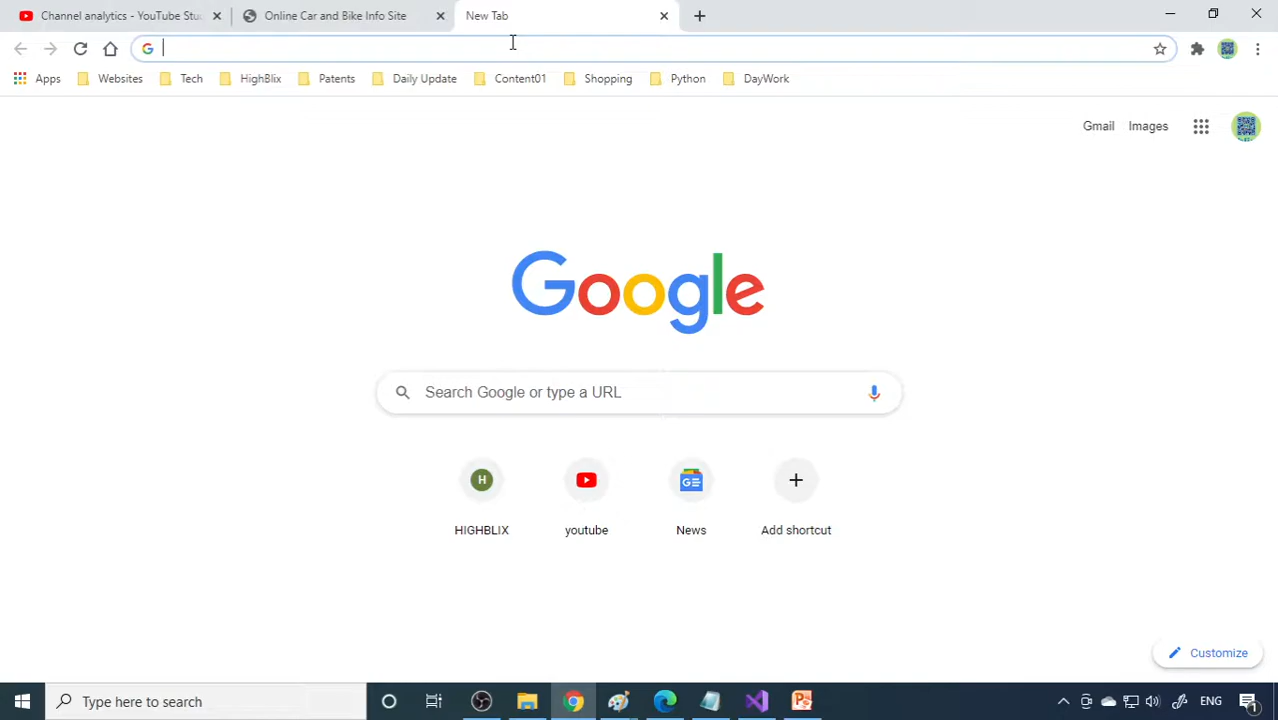 Channel analytics - YouTube Stu
Online Car and Bike Info Site
New Tab
Apps
Websites
Tech
HighBlix
Patents
Daily Update
Content01
Shopping
Python
DayWork
Gmail
Images
Google
Search Google or type a URL
H
GE
HIGHBLIX
youtube
News
Add shortcut
Customize
Type here to search
ENG
1